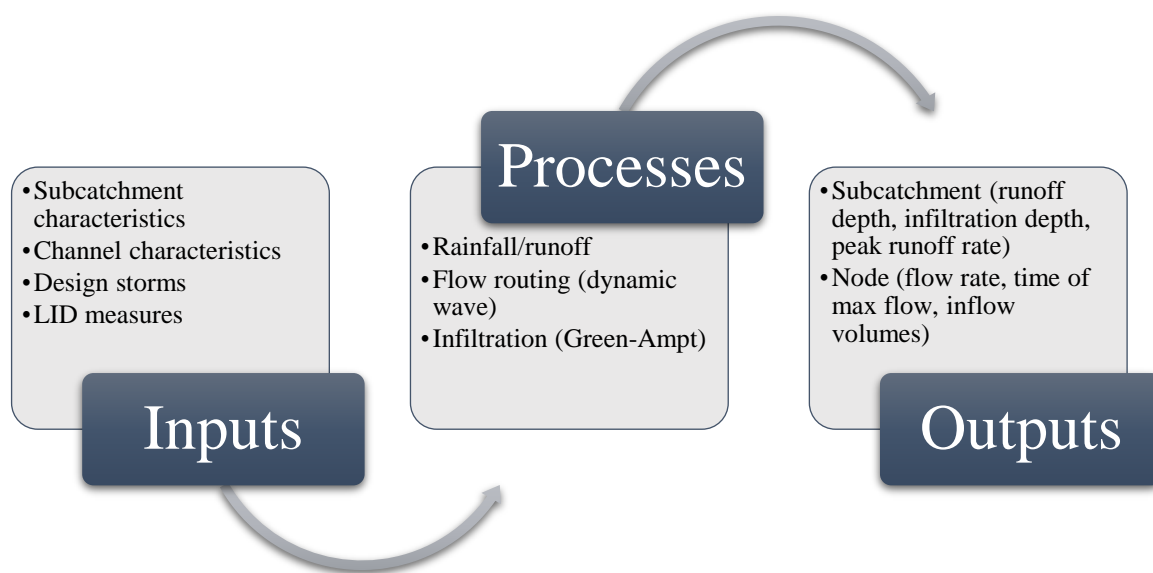 •Subcatchment
characteristics
•Channel characteristics
•Design storms
•LID measures
Inputs
Processes
•Rainfall/runoff
•Flow routing (dynamic
wave)
•Infiltration (Green-Ampt)
•Subcatchment (runoff
depth, infiltration depth,
peak runoff rate)
•Node (flow rate, time of
max flow, inflow
volumes)
Outputs